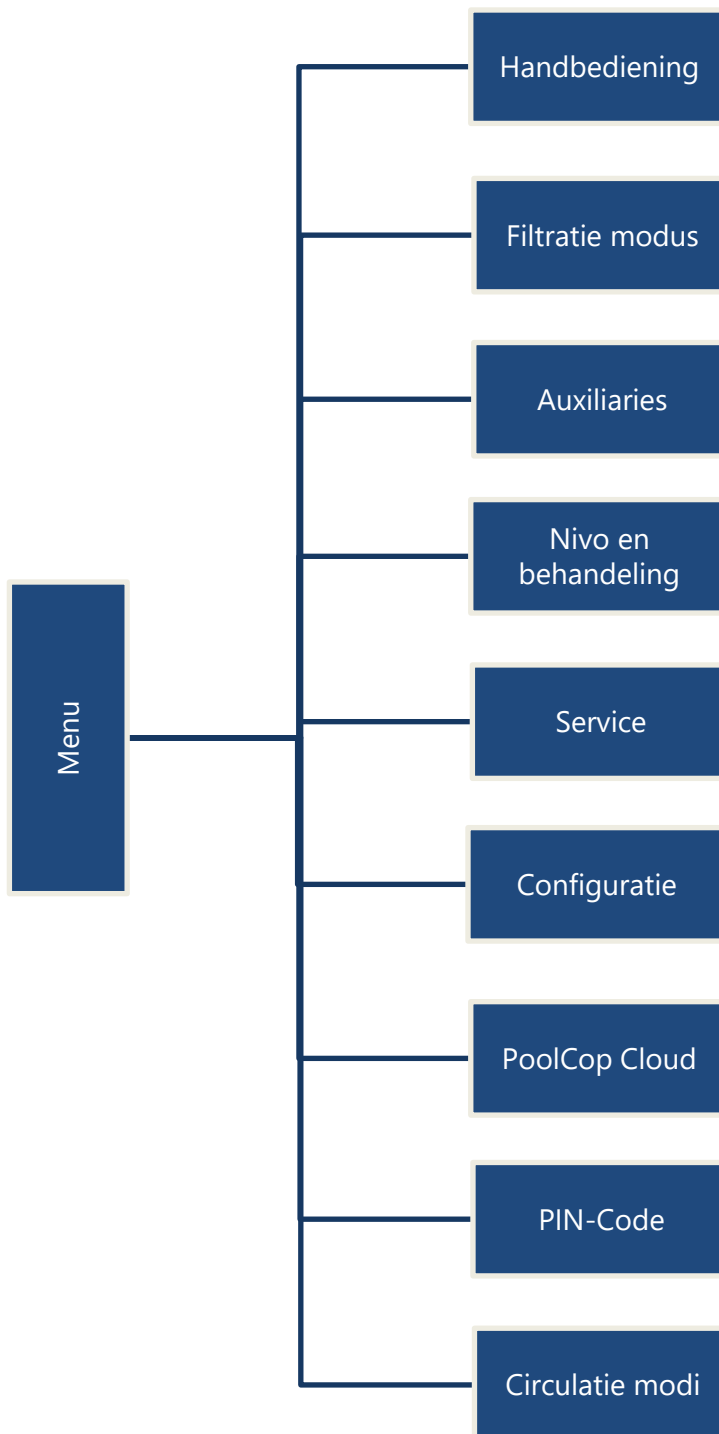 Menu
Handbediening
Filtratie modus
Auxiliaries
Nivo en
behandeling
Service
Configuratie
PoolCop Cloud
PIN-Code
Circulatie modi